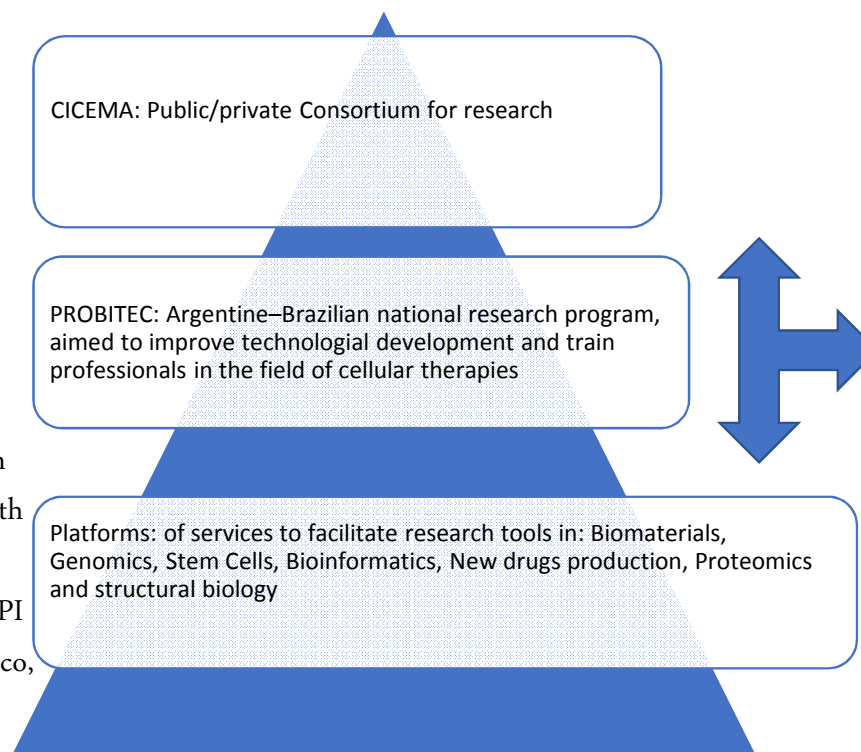 CICEMA: Public/private Consortium for research
PROBITEC: Argentine–Brazilian national research program,
aimed to improve technologial development and train
professionals in the field of cellular therapies
Platforms: of services to facilitate research tools in: Biomaterials,
Genomics, Stem Cells, Bioinformatics, New drugs production, Proteomics
and structural biology